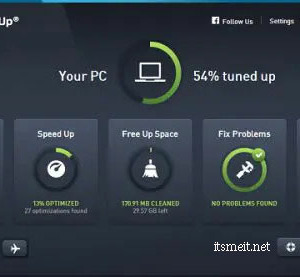 Up®
Follow Us
Settings
Your PC
54% tuned up
Speed Up
Free Up Space
Fix Problems
13% OPTIMIZED
170.91 MB CLEANED
NO PROBLEMS FOUND
27 optimizations found
29.57 GB left
itsmeit.net